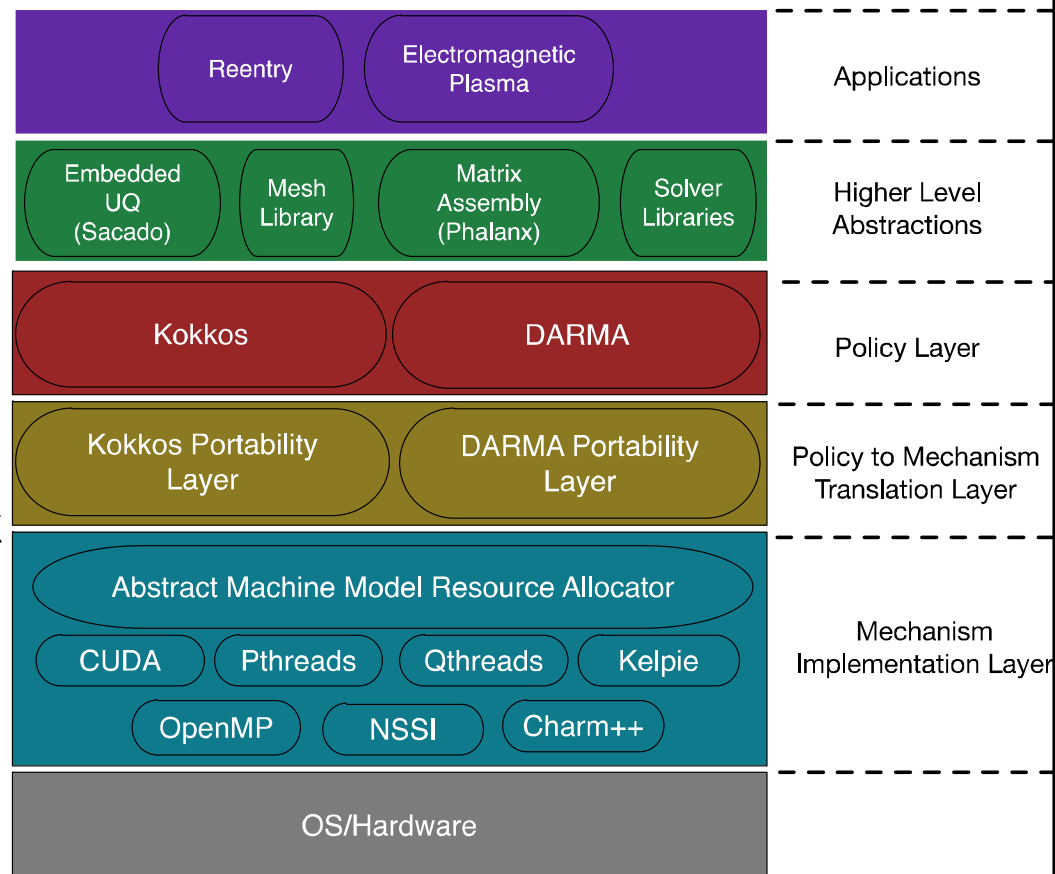 Reentry
Electromagnetic
Plasma
Applications
Embedded
UQ
(Sacado)
Mesh
Library
Matrix
Assembly
(Phalanx)
Solver
Libraries
Higher Level
Abstractions
Kokkos
DARMA
Policy Layer
Kokkos Portability
Layer
DARMA Portability
Layer
Policy to Mechanism
Translation Layer
Abstract Machine Model Resource Allocator
CUDA
Pthreads
Qthreads
Kelpie
OpenMP
NSSI
Charm++
Mechanism
Implementation Layer
OS/Hardware